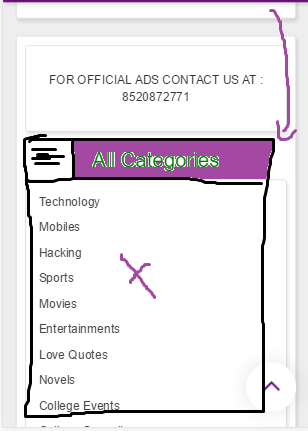 FOR OFFICIAL ADS CONTACT US AT :
8520872771
All Categories
Technology
Mobiles
Hacking
Sports
Movies
Entertainments
Love Quotes
Novels
College Events